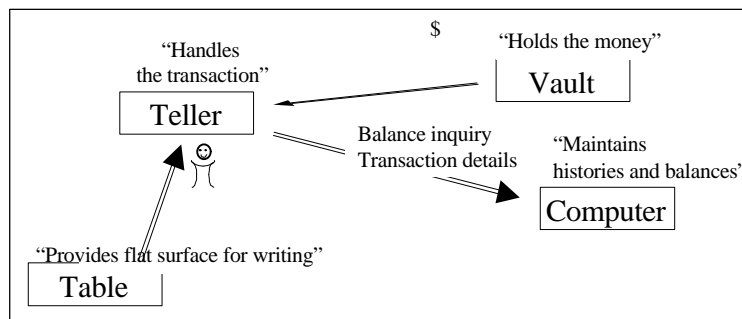 $
“Handles
the transaction”
Teller
“Holds the money”
Vault
Balance inquiry
Transaction details
“Maintains
histories and balances”
Computer
“Provides flat surface for writing”
Table